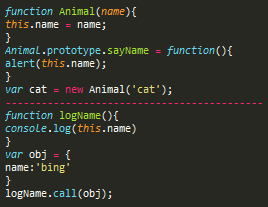 function Animal(name){
this.name = name;
}
Animal.prototype.sayName = function(){
alert(this.name);
}
var cat = new Animal('cat');
----------------------------------------
function logName(){
console.log(this.name)
}
var obj = {
name:'bing'
}
logName.call(obj);